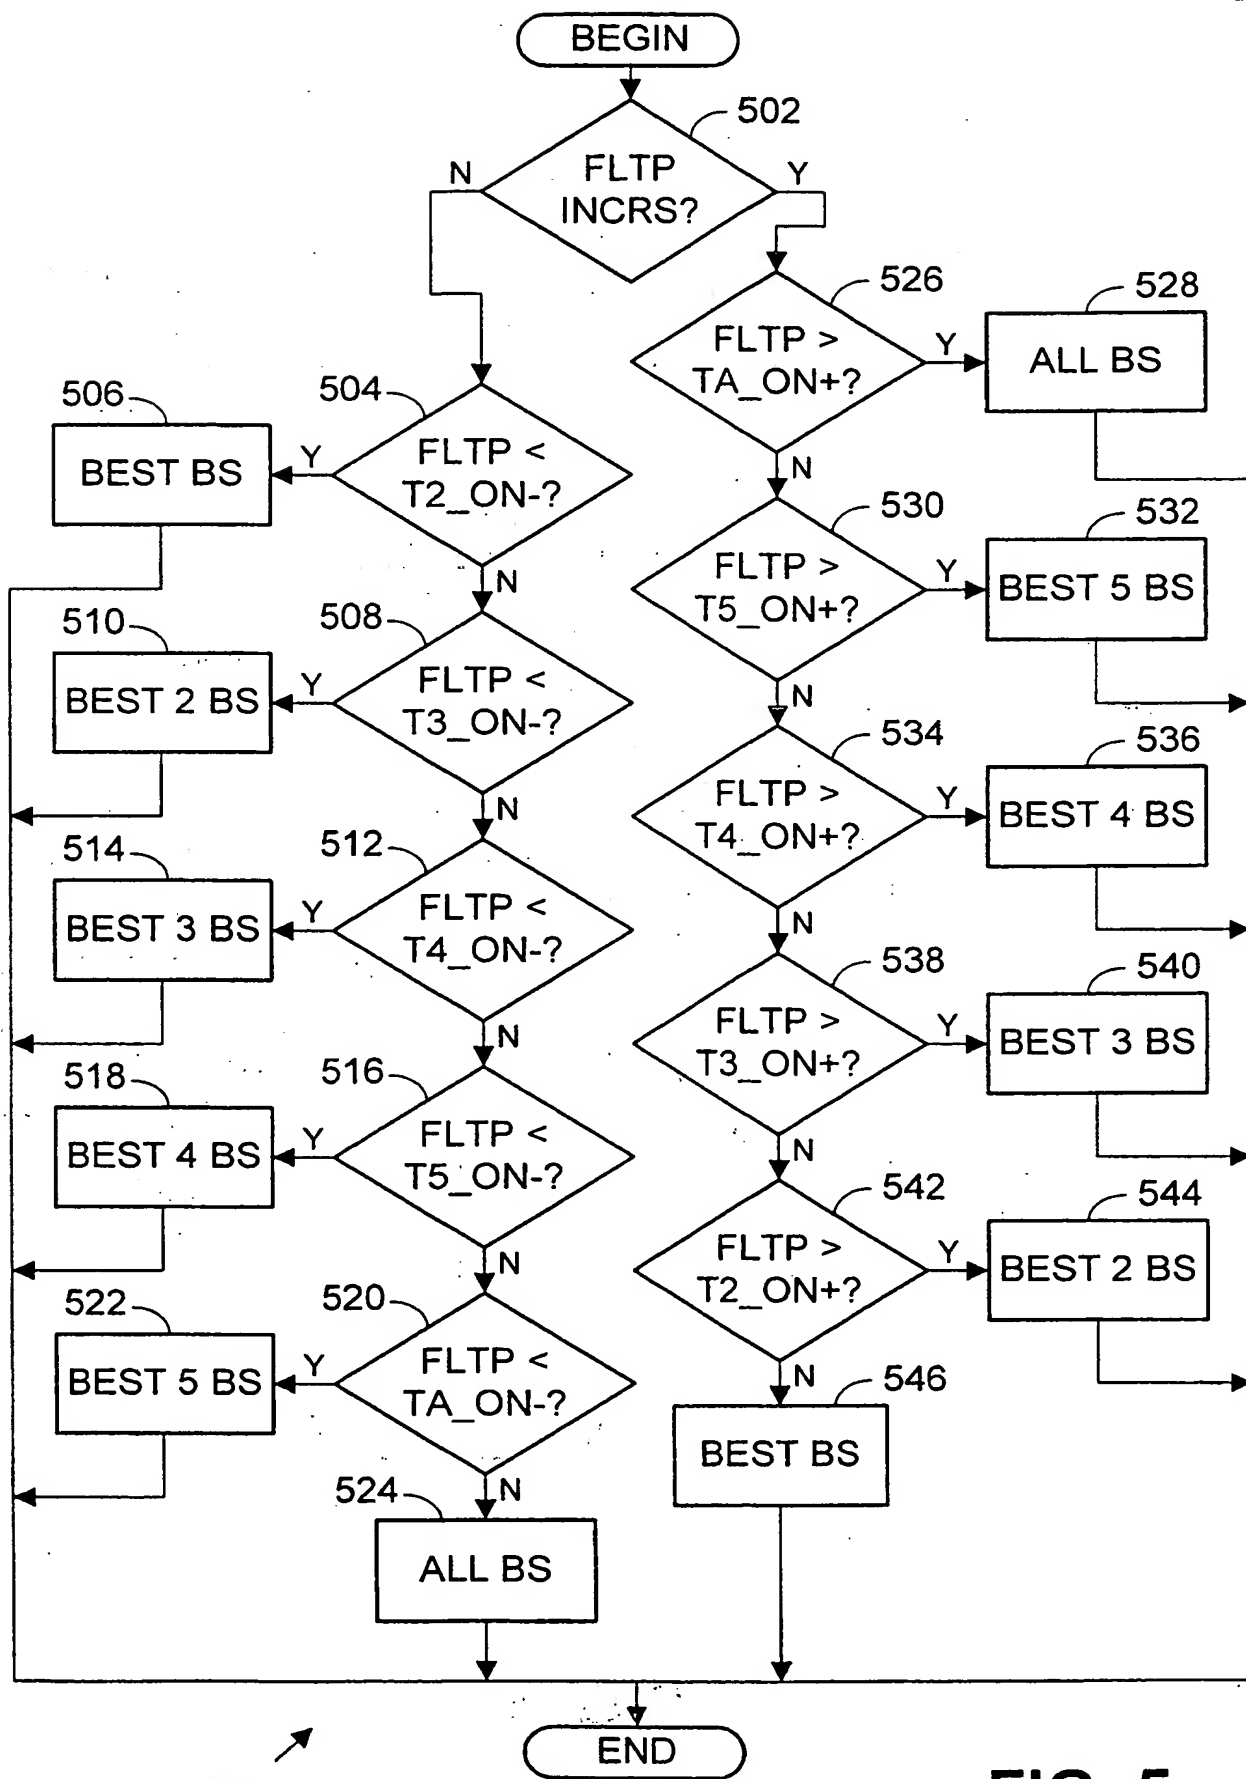 BEGIN
502
FLTP
INCRS?
N
Y
526
FLTP >
TA_ON+?
Y
528
ALL BS
N
504
FLTP <
T2_ON-?
Y
506
BEST BS
N
530
FLTP >
T5_ON+?
Y
532
BEST 5 BS
N
508
FLTP <
T3_ON-?
Y
510
BEST 2 BS
N
534
FLTP >
T4_ON+?
Y
536
BEST 4 BS
N
512
FLTP <
T4_ON-?
Y
514
BEST 3 BS
N
538
FLTP >
T3_ON+?
Y
540
BEST 3 BS
N
516
FLTP <
T5_ON-?
Y
518
BEST 4 BS
N
542
FLTP >
T2_ON+?
Y
544
BEST 2 BS
N
520
FLTP <
TA_ON-?
Y
522
BEST 5 BS
N
546
BEST BS
524
ALL BS
END
FIG. 5